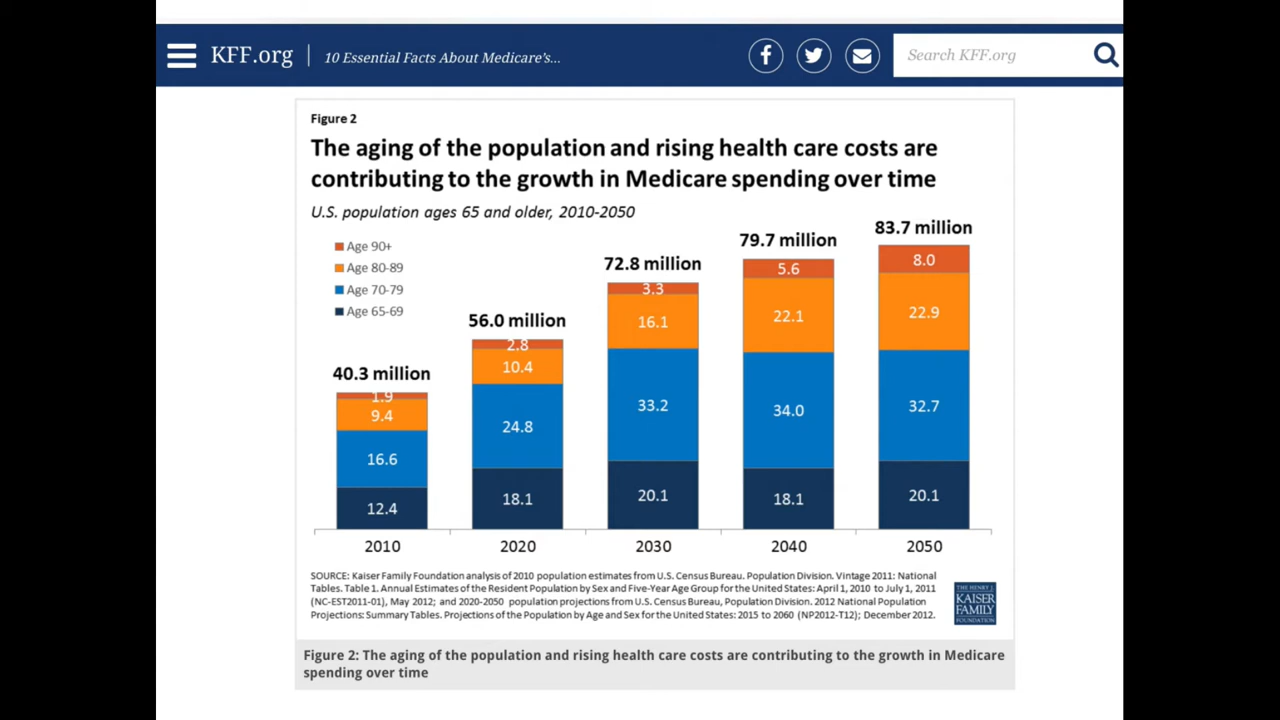 KFF.org | 10 Essential Facts About Medicare's...
Search KFF.org
Figure 2
The aging of the population and rising health care costs are
contributing to the growth in Medicare spending over time
U.S. population ages 65 and older, 2010-2050
Age 90+
Age 80-89
Age 70-79
Age 65-69
40.3 million
1.9
9.4
16.6
12.4
56.0 million
2.8
10.4
24.8
18.1
72.8 million
3.3
16.1
33.2
20.1
79.7 million
5.6
22.1
34.0
18.1
83.7 million
8.0
22.9
32.7
20.1
2010 2020 2030 2040 2050
SOURCE: Kaiser Family Foundation analysis of 2010 population estimates from U.S. Census Bureau. Population Division. Vintage 2011: National
Tables. Table 1. Annual Estimates of the Resident Population by Sex and Five-Year Age Group for the United States: April 1, 2010 to July 1, 2011
(NC-EST2011-01), May 2012; and 2020-2050 population projections from U.S. Census Bureau, Population Division. 2012 National Population
Projections: Summary Tables. Projections of the Population by Age and Sex for the United States: 2015 to 2060 (NP2012-T12); December 2012.
THE HENRY J.
KAISER
FAMILY
FOUNDATION
Figure 2: The aging of the population and rising health care costs are contributing to the growth in Medicare
spending over time